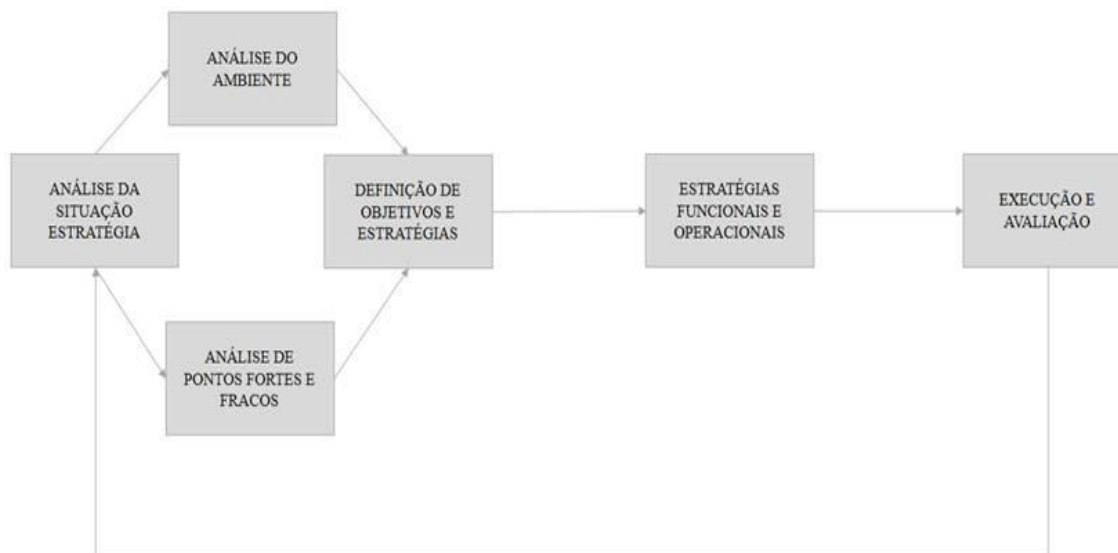 ANÁLISE DO
AMBIENTE
ANÁLISE DA
SITUAÇÃO
ESTRATÉGIA
DEFINIÇÃO DE
OBJETIVOS E
ESTRATÉGIAS
ESTRATÉGIAS
FUNCIONAIS E
OPERACIONAIS
EXECUÇÃO E
AVALIAÇÃO
ANÁLISE DE
PONTOS FORTES E
FRACOS